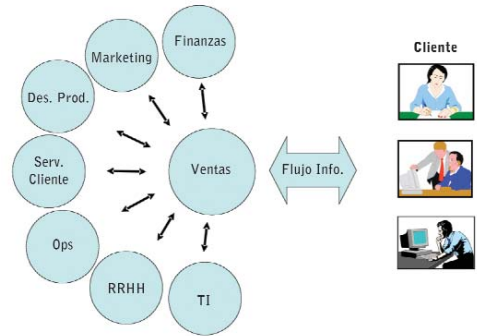 Finanzas
Marketing
Des. Prod.
Serv.
Cliente
Ops
RRHH
TI
Ventas
Flujo Info.
Cliente